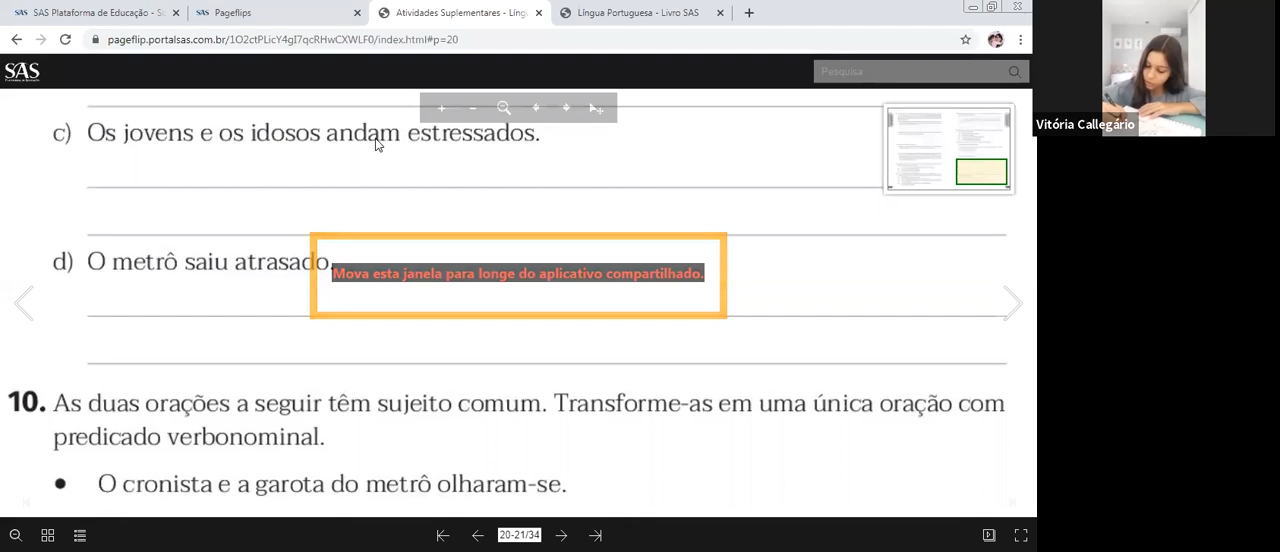 SAS Plataforma de Educação - Si
Pageflips
Atividades Suplementares - Língu
Língua Portuguesa - Livro SAS
pageflip.portalsas.com.br/1O2ctPLicY4gI7qcRHwCXWLF0/index.html#p=20
SAS
Pesquisa
c) Os jovens e os idosos andam estressados.
Vitória Callegário
d) O metrô saiu atrasado.
Mova esta janela para longe do aplicativo compartilhado.
10. As duas orações a seguir têm sujeito comum. Transforme-as em uma única oração com
predicado verbonominal.
• O cronista e a garota do metrô olharam-se.
20-21/34